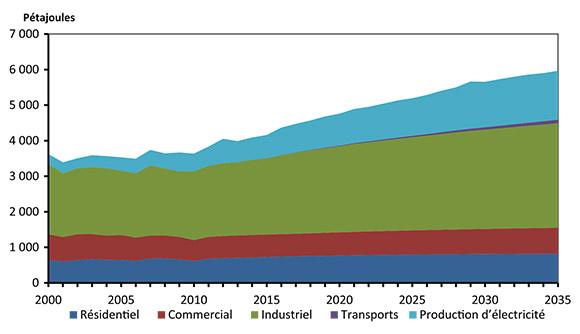 Pétajoules
7 000
6 000
5 000
4 000
3 000
2 000
1 000
0
2000 2005 2010 2015 2020 2025 2030 2035
Résidentiel Commercial Industriel Transports Production d'électricité